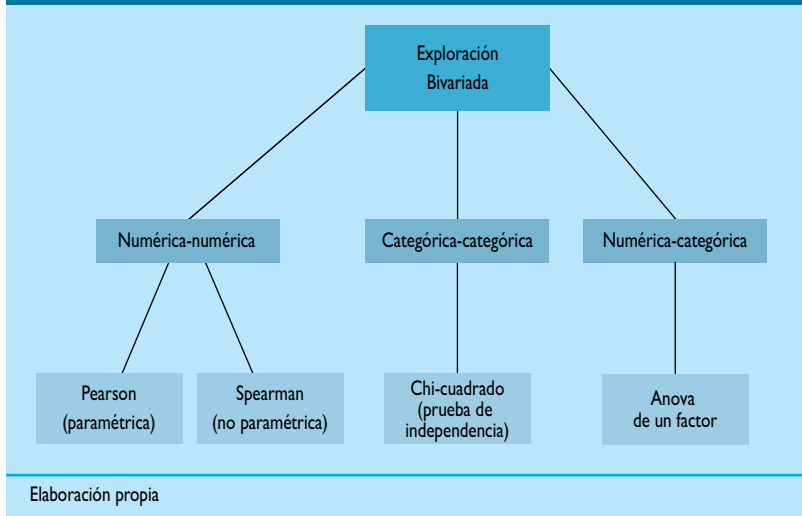 Exploración
Bivariada
Numérica-numérica
Categórica-categórica
Numérica-categórica
Pearson
(paramétrica)
Spearman
(no paramétrica)
Chi-cuadrado
(prueba de
independencia)
Anova
de un factor
Elaboración propia